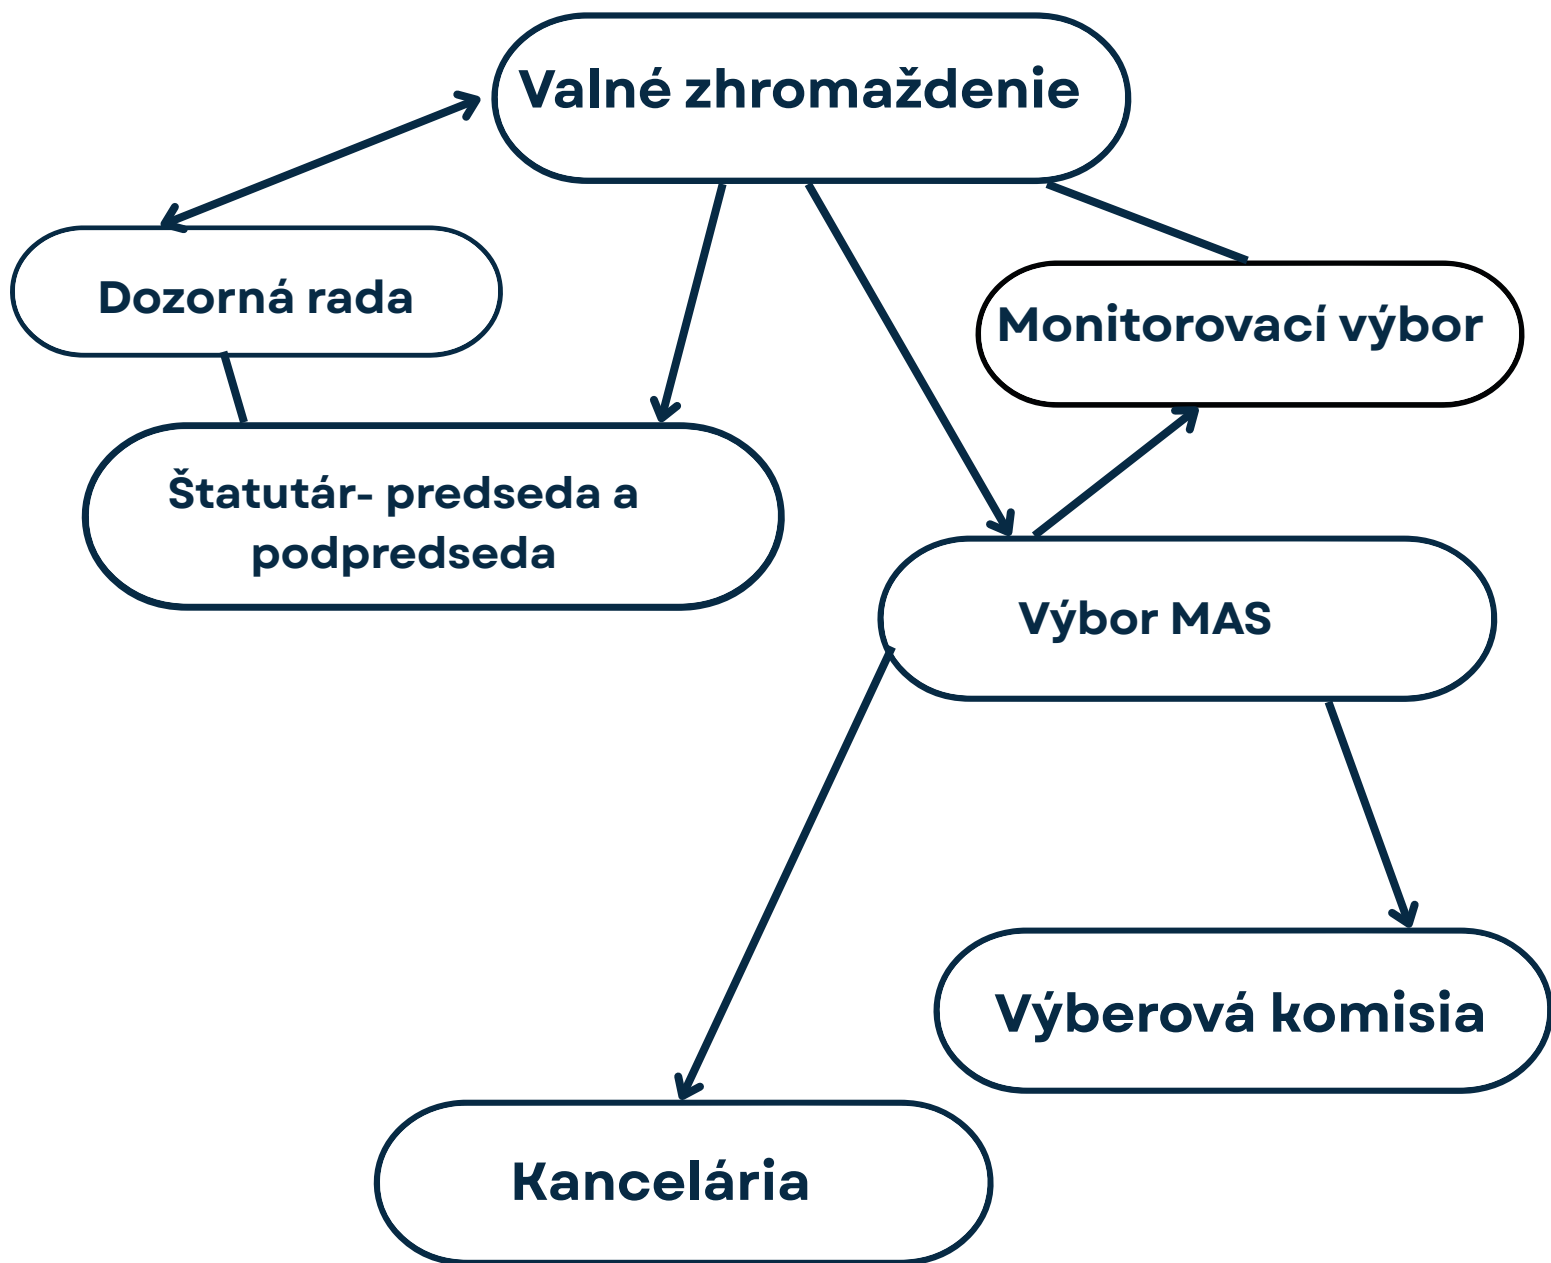 Valné zhromaždenie
Dozorná rada
Monitorovací výbor
Štatutár- predseda a
podpredseda
Výbor MAS
Výberová komisia
Kancelária